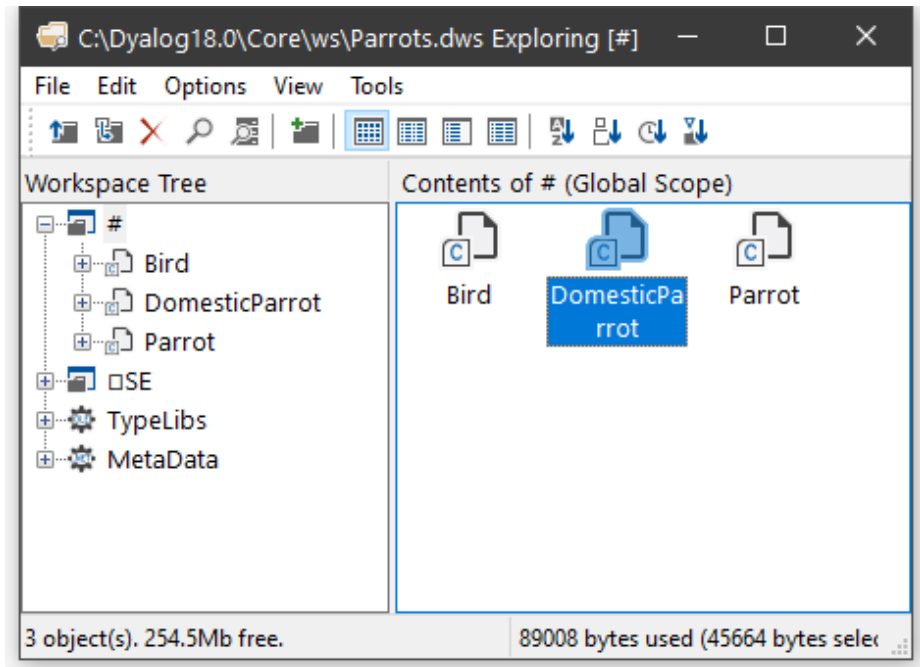 C:\Dyalog18.0\Core\ws\Parrots.dws Exploring [#]
File Edit Options View Tools
Workspace Tree
#
Bird
DomesticParrot
Parrot
□SE
TypeLibs
MetaData
Contents of # (Global Scope)
Bird
DomesticPa
rrot
Parrot
3 object(s). 254.5Mb free.
89008 bytes used (45664 bytes selec